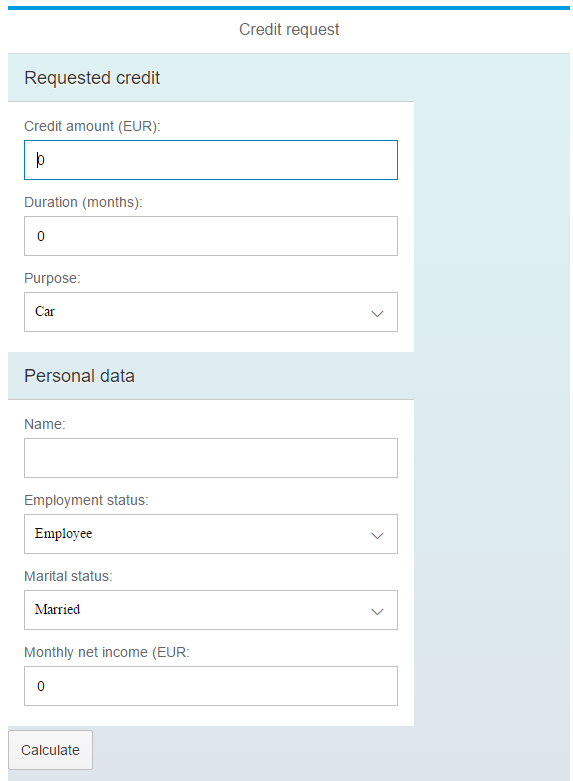 Credit request
Requested credit
Credit amount (EUR):
0
Duration (months):
0
Purpose:
Car
Personal data
Name:
Employment status:
Employee
Marital status:
Married
Monthly net income (EUR:
0
Calculate